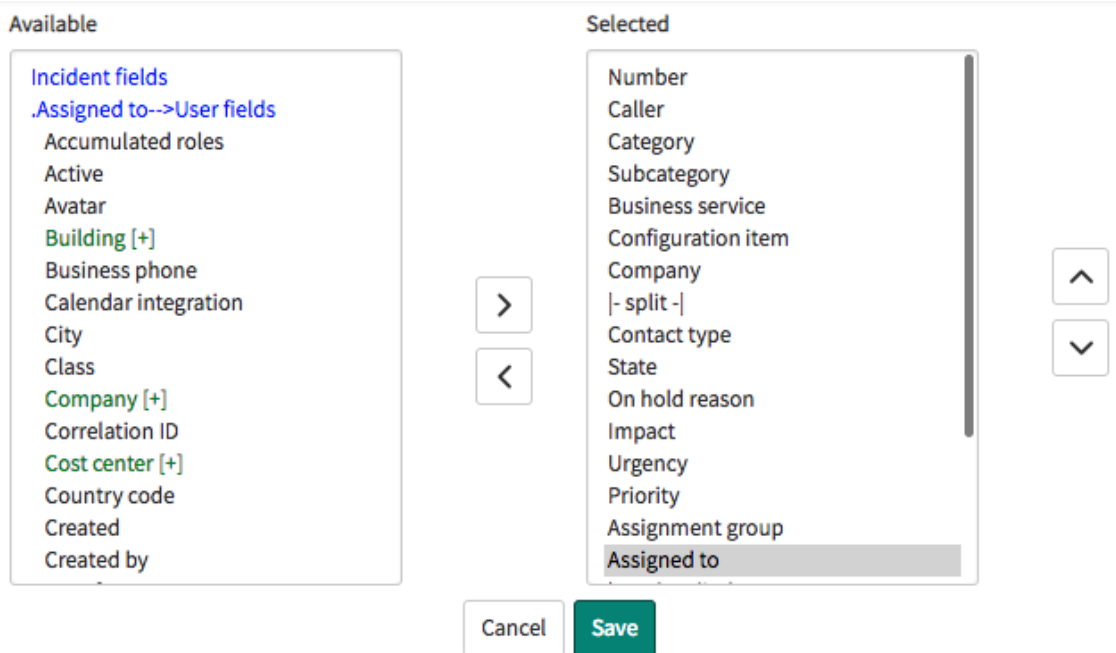 Available
Incident fields
.Assigned to-->User fields
Accumulated roles
Active
Avatar
Building [+]
Business phone
Calendar integration
City
Class
Company [+]
Correlation ID
Cost center [+]
Country code
Created
Created by
Selected
Number
Caller
Category
Subcategory
Business service
Configuration item
Company
|- split -|
Contact type
State
On hold reason
Impact
Urgency
Priority
Assignment group
Assigned to
Cancel
Save